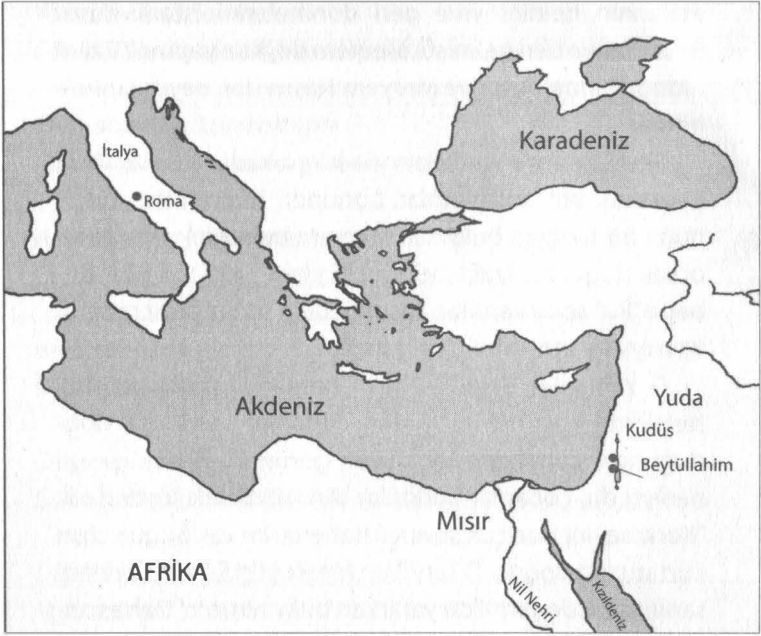 Karadeniz
İtalya
Roma
Akdeniz
Yuda
Kudüs
Beytüllahim
Mısır
AFRİKA
Nil Nehri
Kızıldeniz